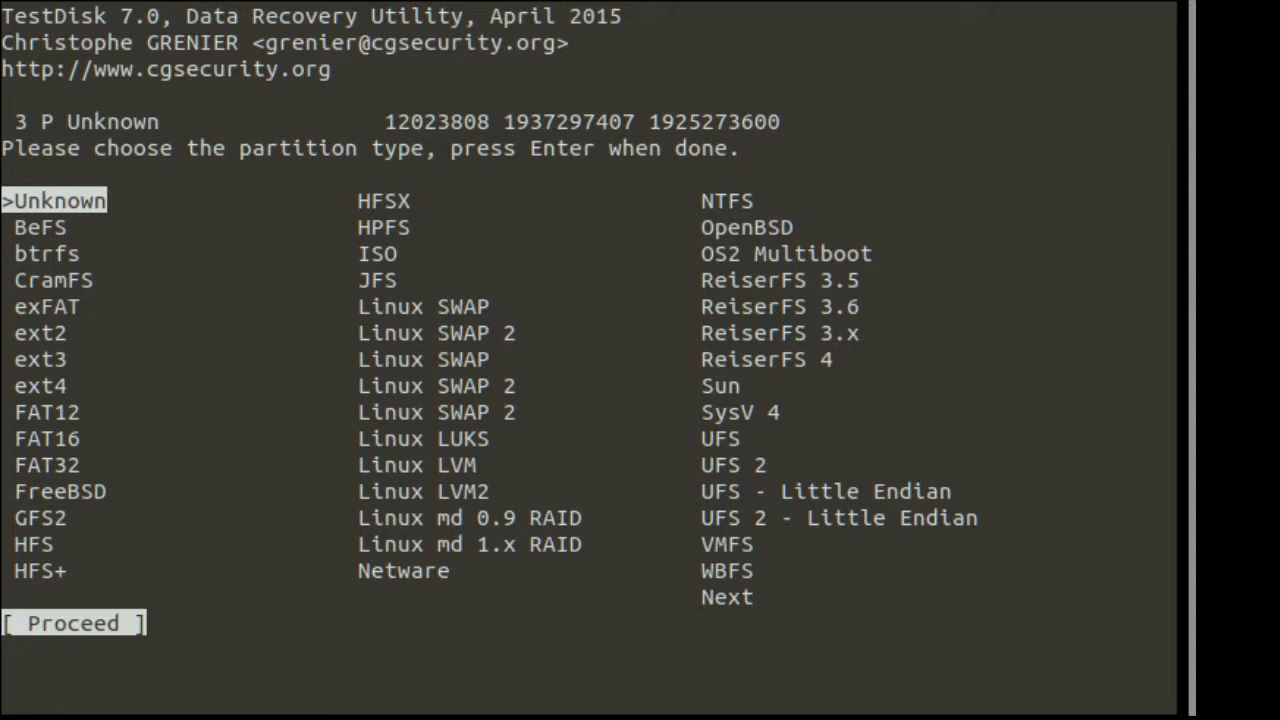 TestDisk 7.0, Data Recovery Utility, April 2015
Christophe GRENIER <grenier@cgsecurity.org>
http://www.cgsecurity.org
3 P Unknown 12023808 1937297407 1925273600
Please choose the partition type, press Enter when done.
>Unknown HFSX NTFS
BeFS HPFS OpenBSD
btrfs ISO OS2 Multiboot
CramFS JFS ReiserFS 3.5
exFAT Linux SWAP ReiserFS 3.6
ext2 Linux SWAP 2 ReiserFS 3.x
ext3 Linux SWAP ReiserFS 4
ext4 Linux SWAP 2 Sun
FAT12 Linux SWAP 2 SysV 4
FAT16 Linux LUKS UFS
FAT32 Linux LVM UFS 2
FreeBSD Linux LVM2 UFS - Little Endian
GFS2 Linux md 0.9 RAID UFS 2 - Little Endian
HFS Linux md 1.x RAID VMFS
HFS+ Netware WBFS
Next
[ Proceed ]